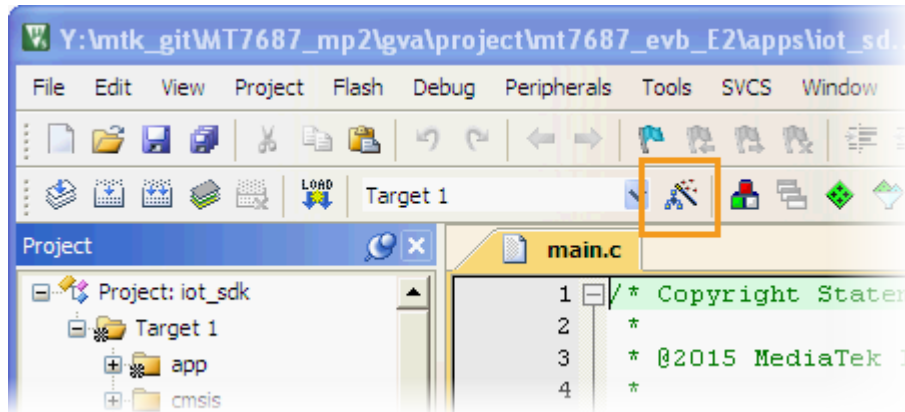 Y:\mtk_git\MT7687_mp2\gva\project\mt7687_evb_E2\apps\iot_sd
File Edit View Project Flash Debug Peripherals Tools SVCS Window
LOAD Target 1
Project
main.c
Project: iot_sdk
Target 1
app
cmsis
1 /* Copyright
2 *
3 * @2015 MediaTek
4 *